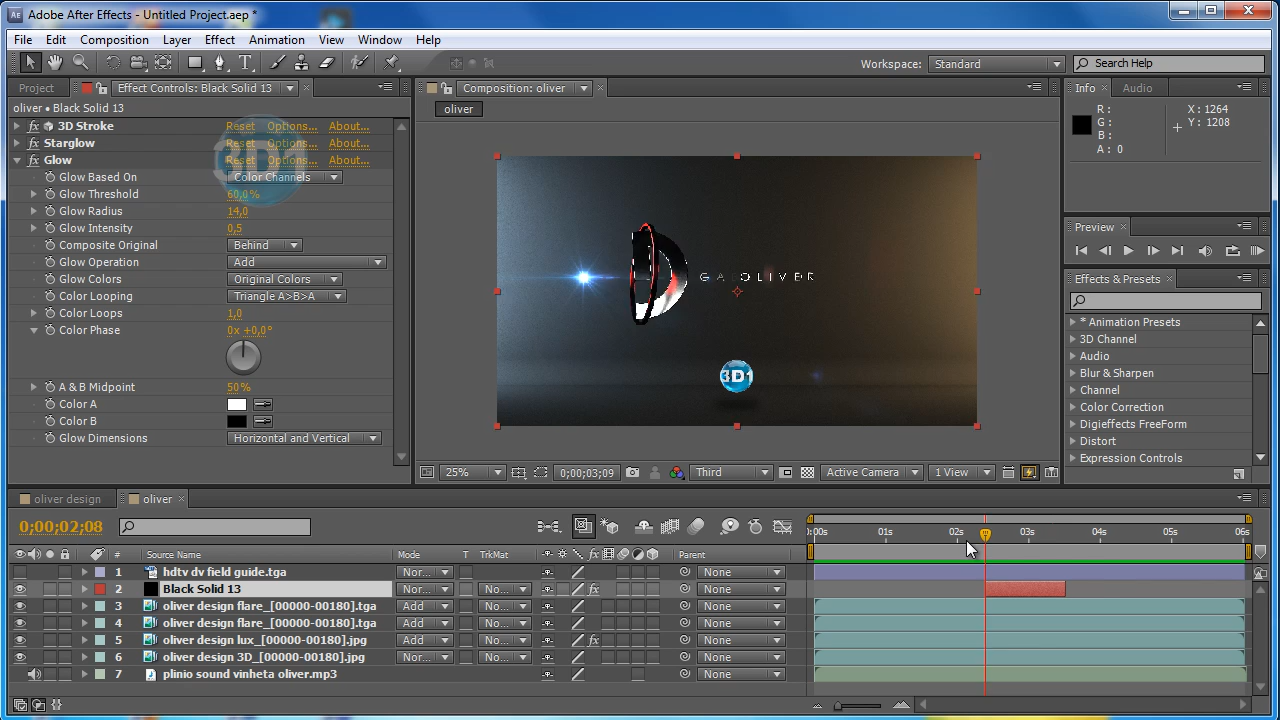 Adobe After Effects - Untitled Project.aep *
File Edit Composition Layer Effect Animation Window Help
Workspace: Standard Search Help
Project Effect Controls: Black Solid 13
oliver • Black Solid 13
fx 3D Stroke Reset Options... About...
fx Starglow Reset Options... About...
fx Glow Reset Options... About...
Glow Based On Color Channels
Glow Threshold 60,0%
Glow Radius 14,0
Glow Intensity 0,5
Composite Original Behind
Glow Operation Add
Glow Colors Original Colors
Color Looping Triangle A>B>A
Color Loops 1,0
Color Phase 0x +0,0°
A & B Midpoint 50%
Color A
Color B
Glow Dimensions Horizontal and Vertical
3D1
Composition: oliver
oliver
3D1
25% 0;00;03;09 Third Active Camera 1 View
Info Audio
R: X: 1264
G: Y: 1208
B:
A: 0
Preview
Effects & Presets
* Animation Presets
3D Channel
Audio
Blur & Sharpen
Channel
Color Correction
Digieffects FreeForm
Distort
Expression Controls
oliver design oliver
0;00;02;08
0:00s 01s 02s 03s 04s 05s 06s
# Source Name Mode T TrkMat fx Parent
1 hdtv dv field guide.tga Nor... None
2 Black Solid 13 Nor... No... fx None
3 oliver design flare_[00000-00180].tga Add No... None
4 oliver design flare_[00000-00180].tga Add No... None
5 oliver design lux_[00000-00180].jpg Add No... fx None
6 oliver design 3D_[00000-00180].jpg Nor... No... None
7 plinio sound vinheta oliver.mp3 None